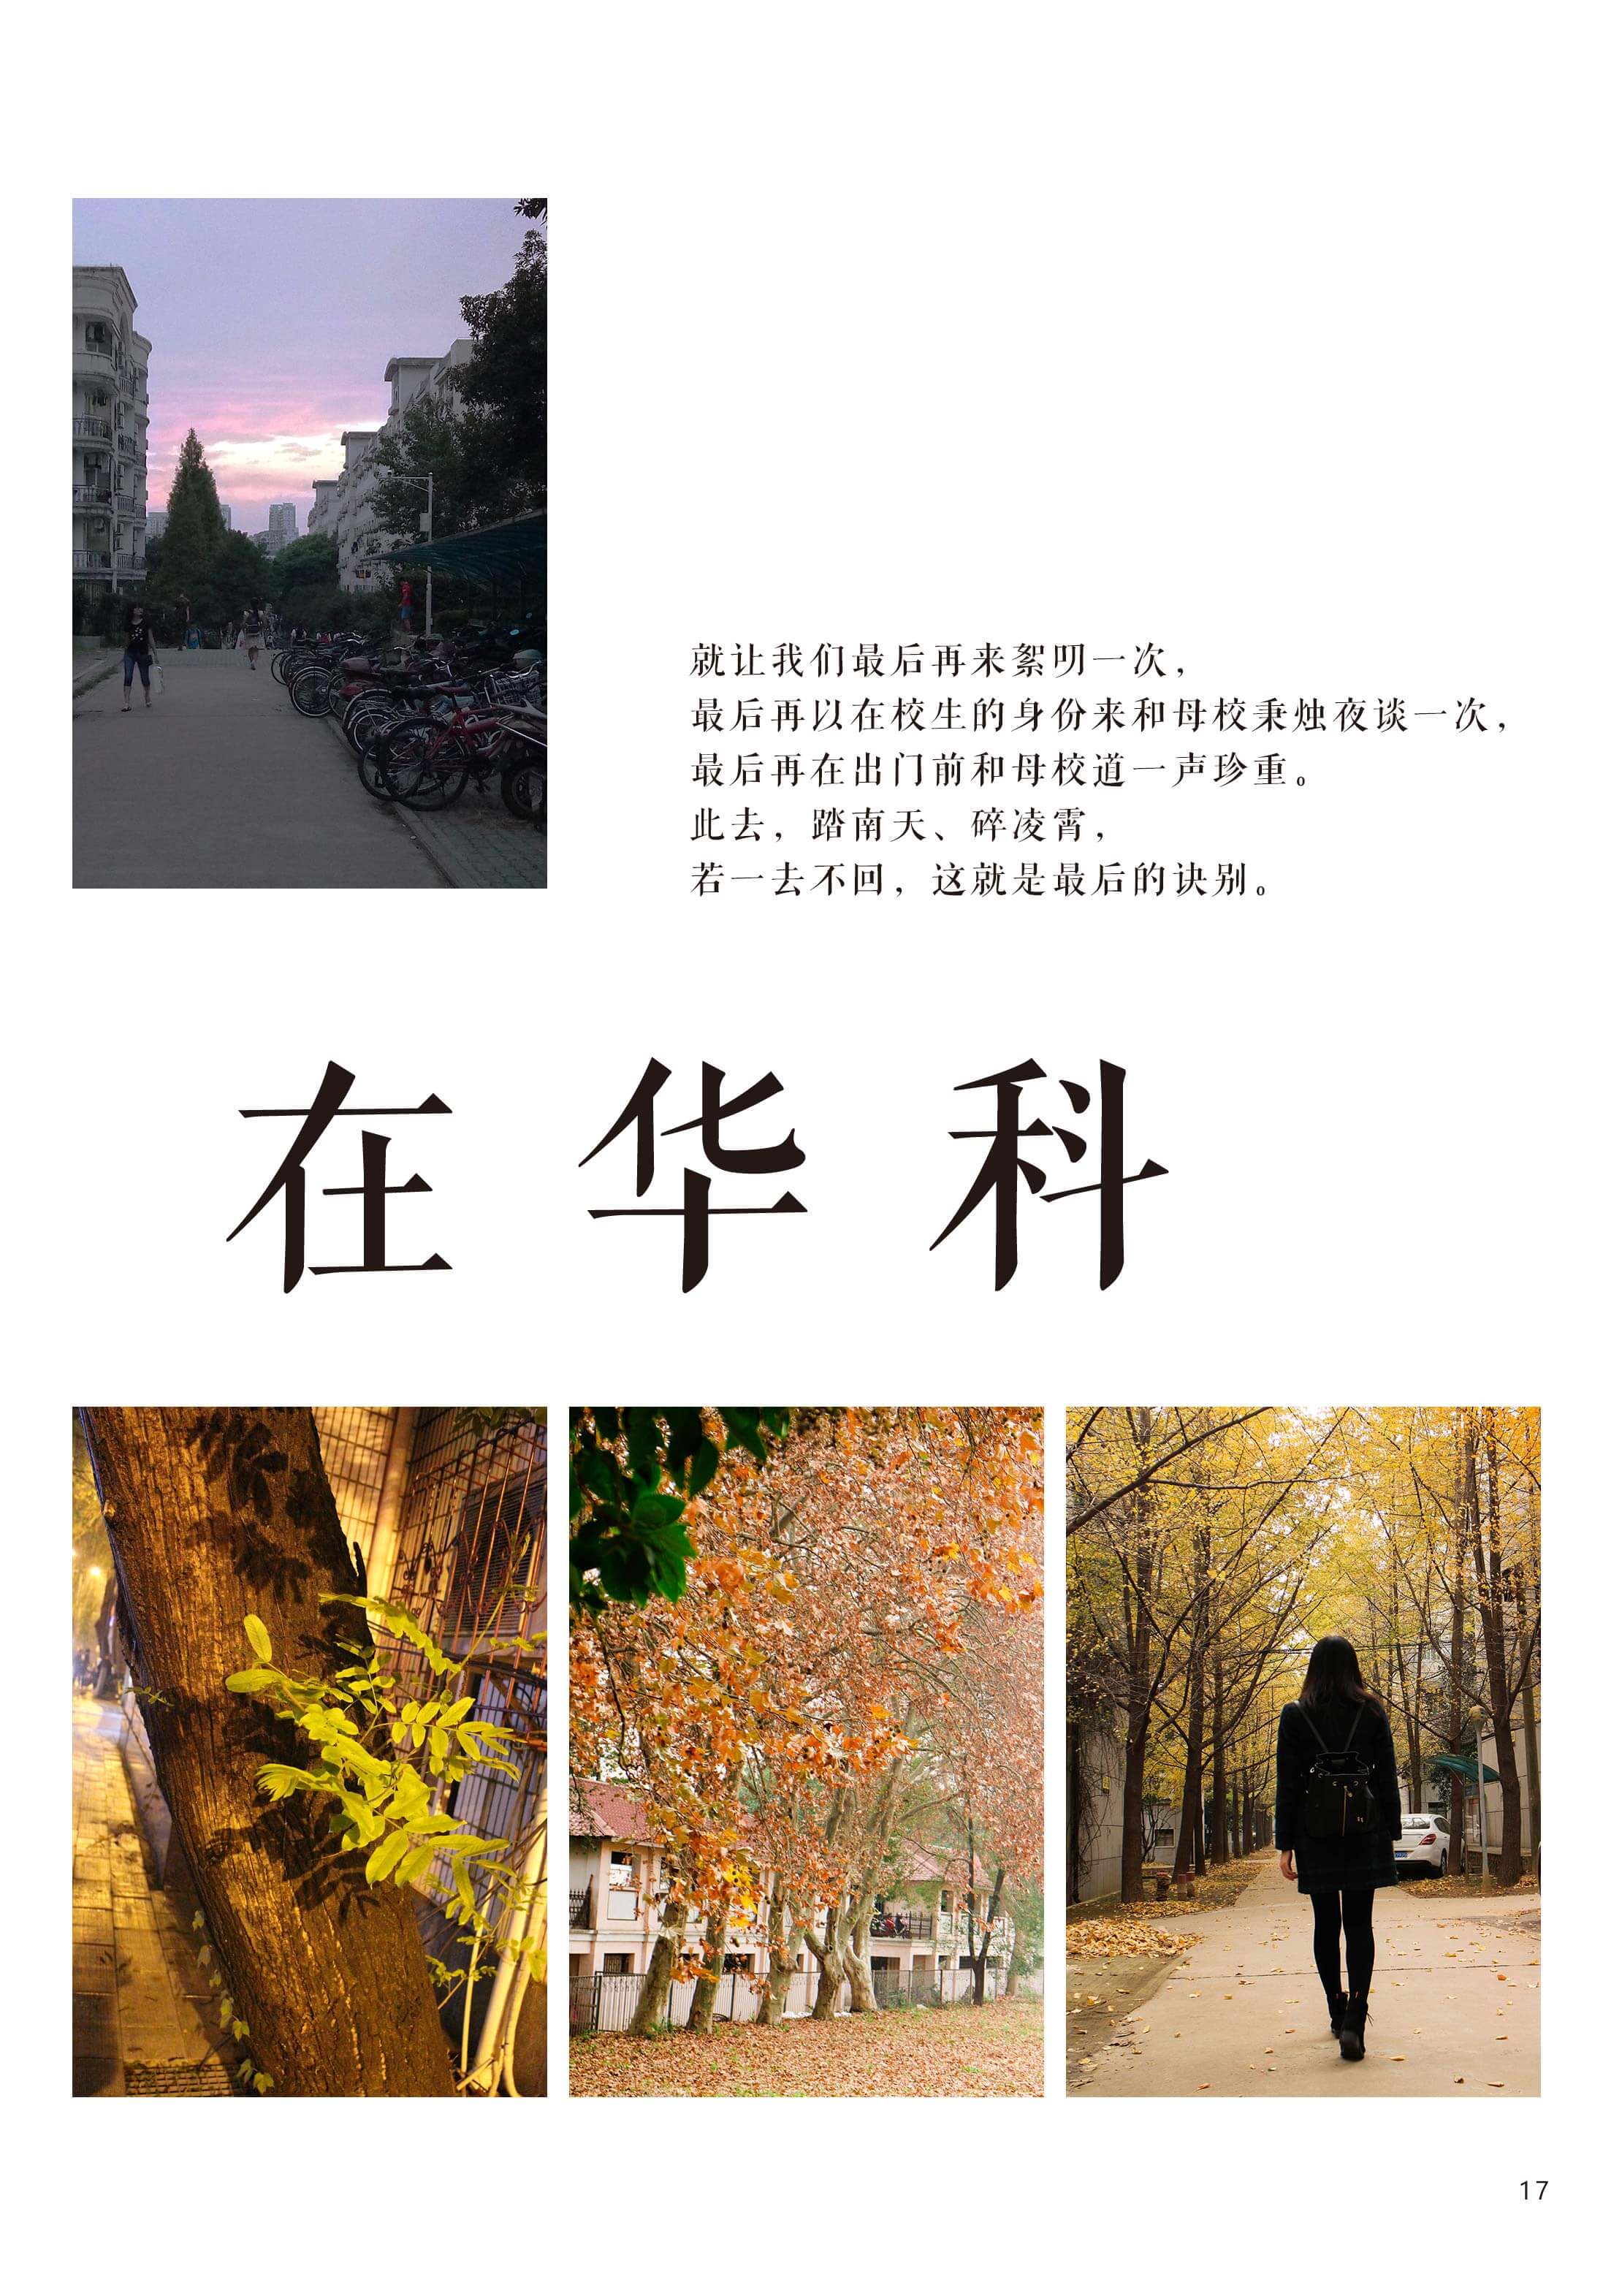 就让我们最后再来絮叨一次，
最后再以在校生的身份来和母校秉烛夜谈一次，
最后再在出门前和母校道一声珍重。
此去，踏南天、碎凌霄，
若一去不回，这就是最后的诀别。
在华科
17